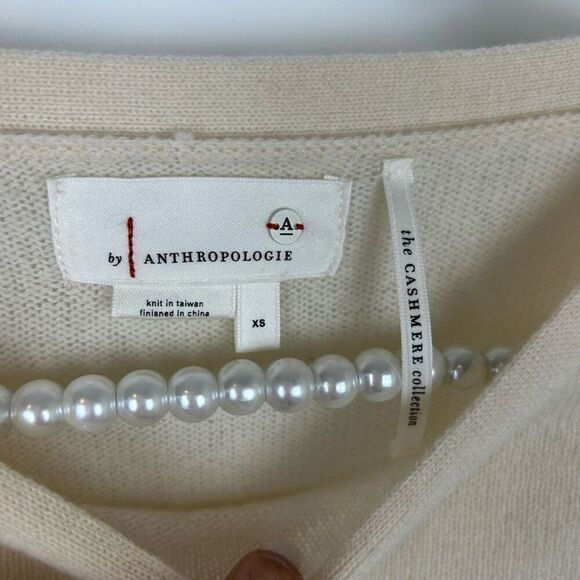 A
by ANTHROPOLOGIE
knit in taiwan
finished in china
XS
the CASHMERE collection